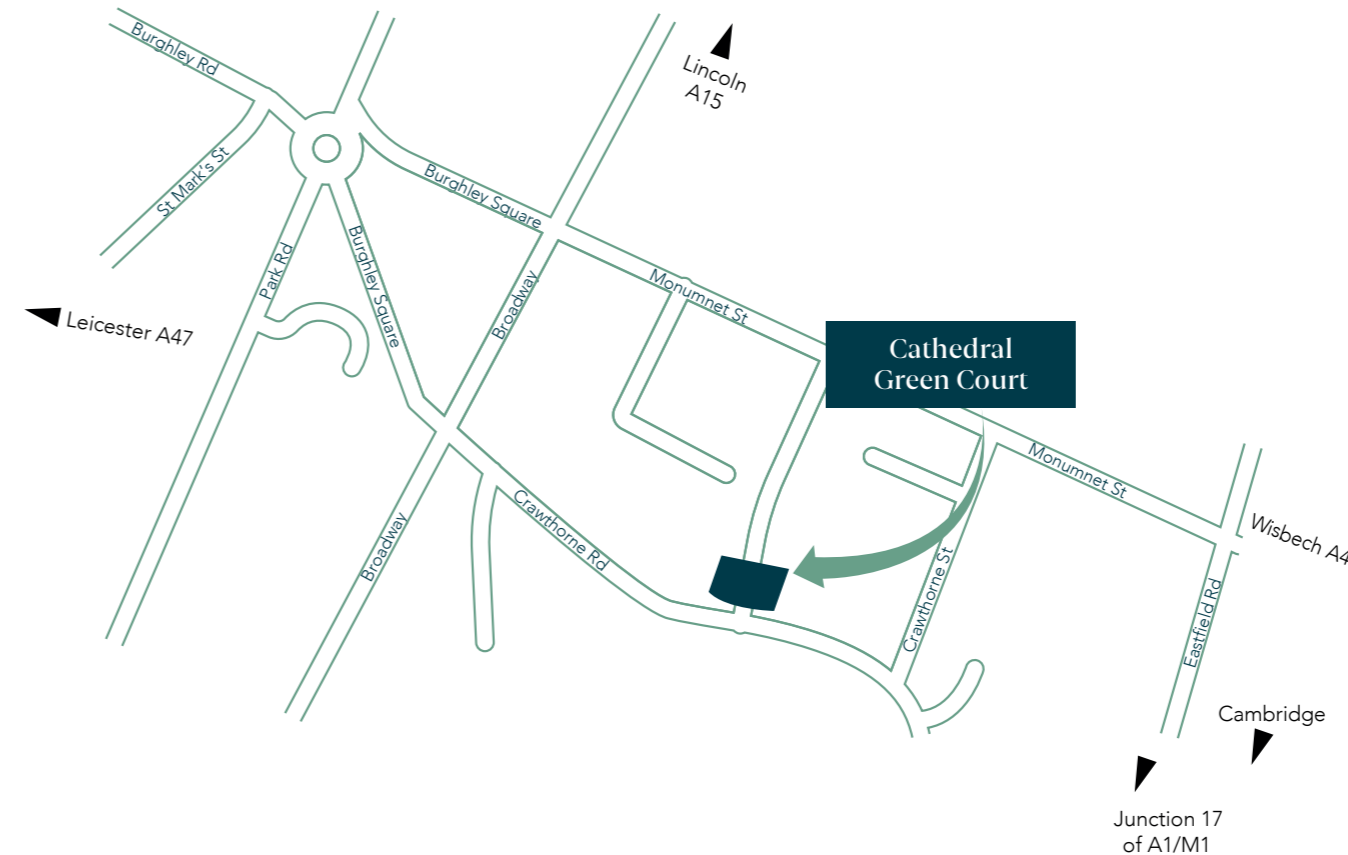 Burghley Rd
Lincoln
A15
St Mark's St
Burghley Square
Park Rd
Burghley Square
Broadway
Monumnet St
Leicester A47
Cathedral
Green Court
Monumnet St
Broadway
Crawthorne Rd
Crawthorne St
Wisbech A4
Eastfield Rd
Cambridge
Junction 17
of A1/M1